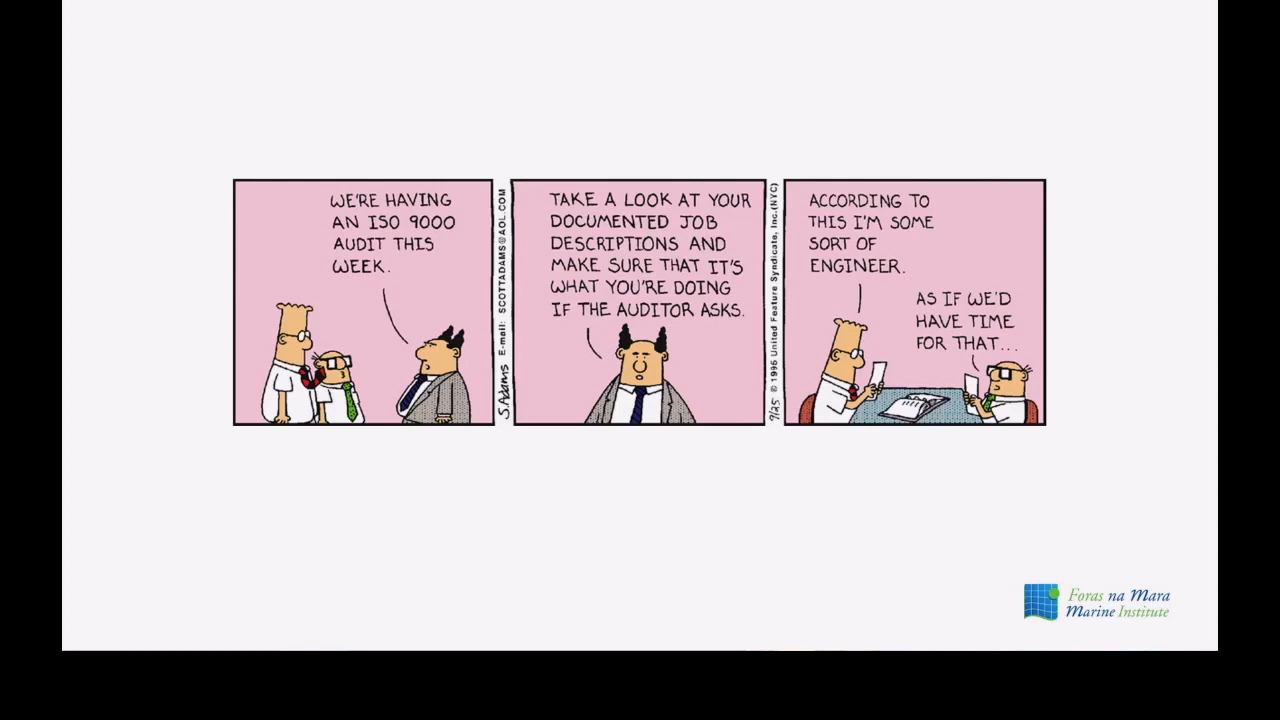 WE'RE HAVING
AN ISO 9000
AUDIT THIS
WEEK.
S.Adams E-mail: SCOTTADAMS@AOL.COM
TAKE A LOOK AT YOUR
DOCUMENTED JOB
DESCRIPTIONS AND
MAKE SURE THAT IT'S
WHAT YOU'RE DOING
IF THE AUDITOR ASKS.
9/25 © 1995 United Feature Syndicate, Inc.(NYC)
ACCORDING TO
THIS I'M SOME
SORT OF
ENGINEER.
AS IF WE'D
HAVE TIME
FOR THAT...
Foras na Mara
Marine Institute